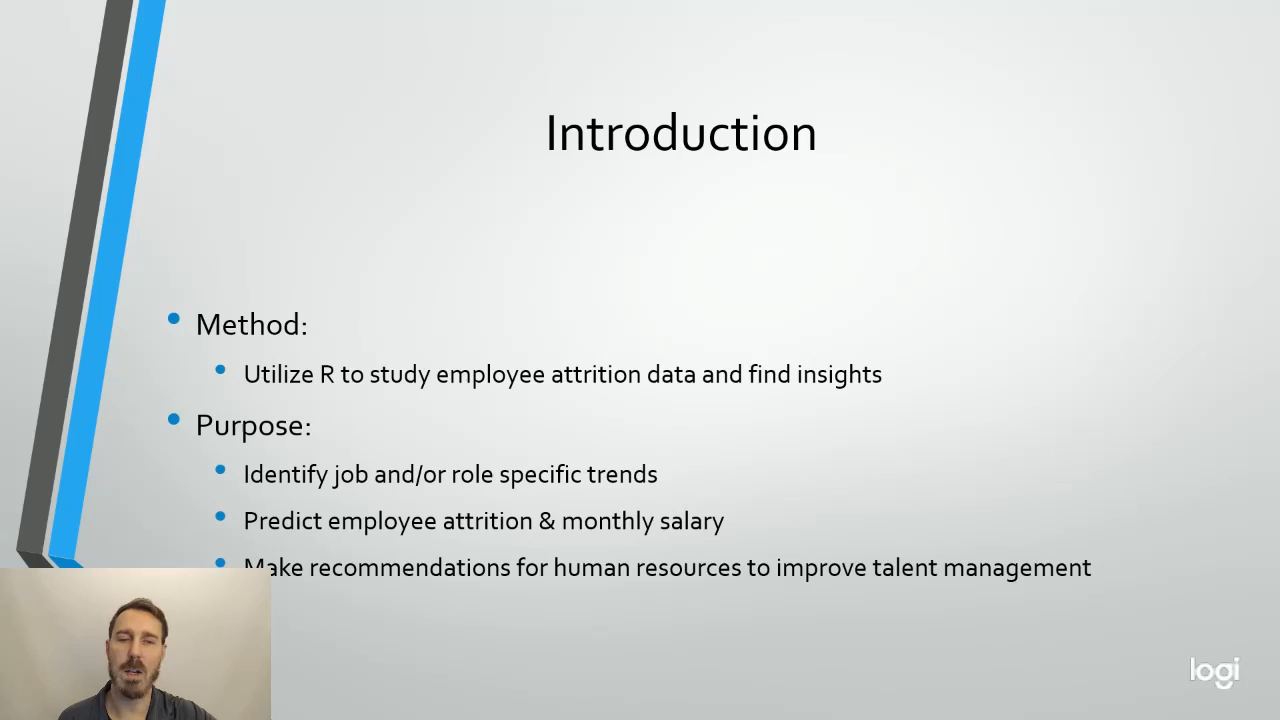 Introduction
Method:
Utilize R to study employee attrition data and find insights
Purpose:
Identify job and/or role specific trends
Predict employee attrition & monthly salary
Make recommendations for human resources to improve talent management
logi